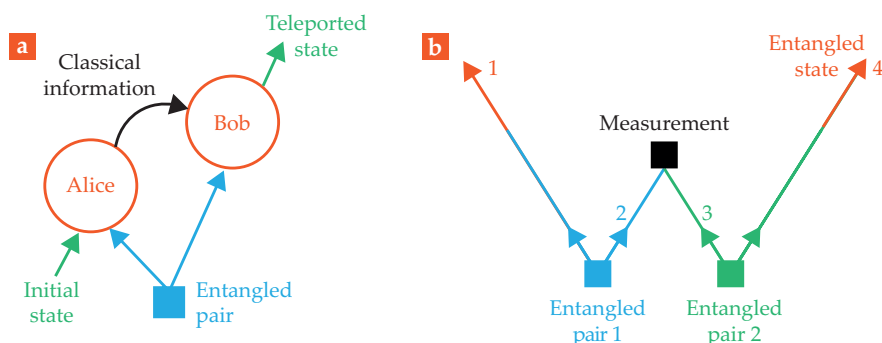 a
Teleported
state
Classical
information
Bob
Alice
Initial
state
Entangled
pair
b
1
Entangled
state
4
Measurement
2
3
Entangled
pair 1
Entangled
pair 2